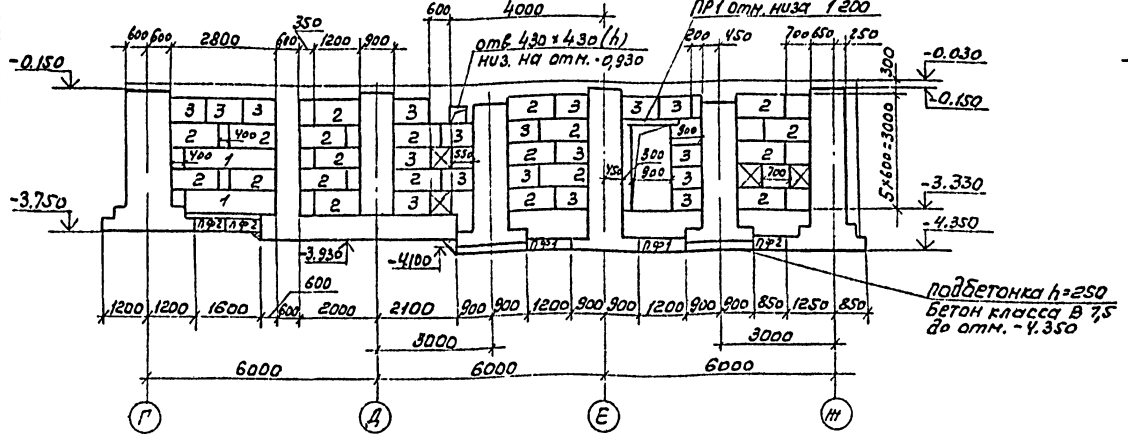 600 4000 ПР1 отм. низа 1 200
600 600 2800 350 600 1200 900 отв 430 х 430 (h) 200 450 700 650 250
низ. на отм. -0,930
-0.150 300 -0.030
-0.150
3 3 3 2 3 2 3 3 3 2
2 400 2 2 2 3 3 2 900 2
400 1 2 3 550 2 3 450 300 3 2
2 2 2 2 3 3 2 900 3 700
1 2 3 2 3 3 2
5х600=3000
-3.750 -3.330
ПФ2 ПФ2 ПФ1 ПФ1 ПФ2 -4.350
-3.930 -4.100
600
1200 1200 1600 600 2000 2100 900 900 1200 900 900 1200 900 900 850 1250 850
подбетонка h=250
бетон класса В 7,5
до отм. -4.350
3000 3000
6000 6000 6000
Г Д Е Ж